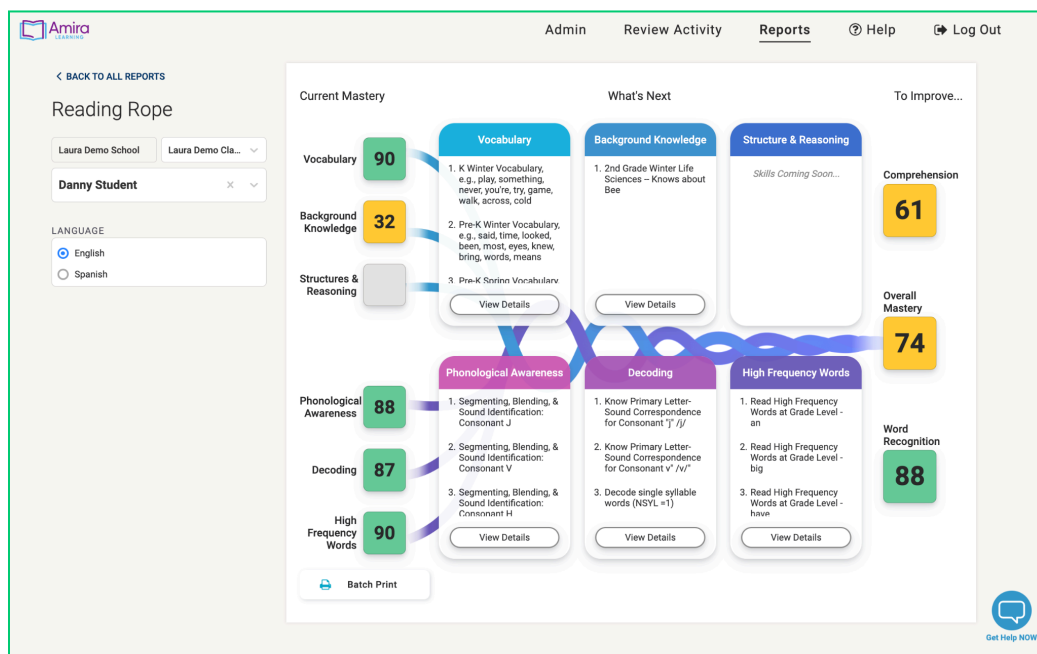 Amira
LEARNING
Admin
Review Activity
Reports
Help
Log Out
BACK TO ALL REPORTS
Reading Rope
Laura Demo School
Laura Demo Cla...
Danny Student
LANGUAGE
English
Spanish
Current Mastery
What's Next
To Improve...
Vocabulary
90
Background
Knowledge
32
Structures &
Reasoning
Phonological
Awareness
88
Decoding
87
High
Frequency
Words
90
Vocabulary
1. K Winter Vocabulary,
e.g., play, something,
never, you're, try, game,
walk, across, cold
2. Pre-K Winter Vocabulary,
e.g., said, time, looked,
been, most, eyes, knew,
bring, words, means
3. Pre-K Spring Vocabulary
View Details
Background Knowledge
1. 2nd Grade Winter Life
Sciences – Knows about
Bee
View Details
Structure & Reasoning
Skills Coming Soon...
Phonological Awareness
1. Segmenting, Blending, &
Sound Identification:
Consonant J
2. Segmenting, Blending, &
Sound Identification:
Consonant V
3. Segmenting, Blending, &
Sound Identification:
Consonant H
View Details
Decoding
1. Know Primary Letter-
Sound Correspondence
for Consonant "j" /j/
2. Know Primary Letter-
Sound Correspondence
for Consonant v" /v/"
3. Decode single syllable
words (NSYL =1)
View Details
High Frequency Words
1. Read High Frequency
Words at Grade Level -
an
2. Read High Frequency
Words at Grade Level -
big
3. Read High Frequency
Words at Grade Level -
have
View Details
Comprehension
61
Overall
Mastery
74
Word
Recognition
88
Batch Print
Get Help NOW